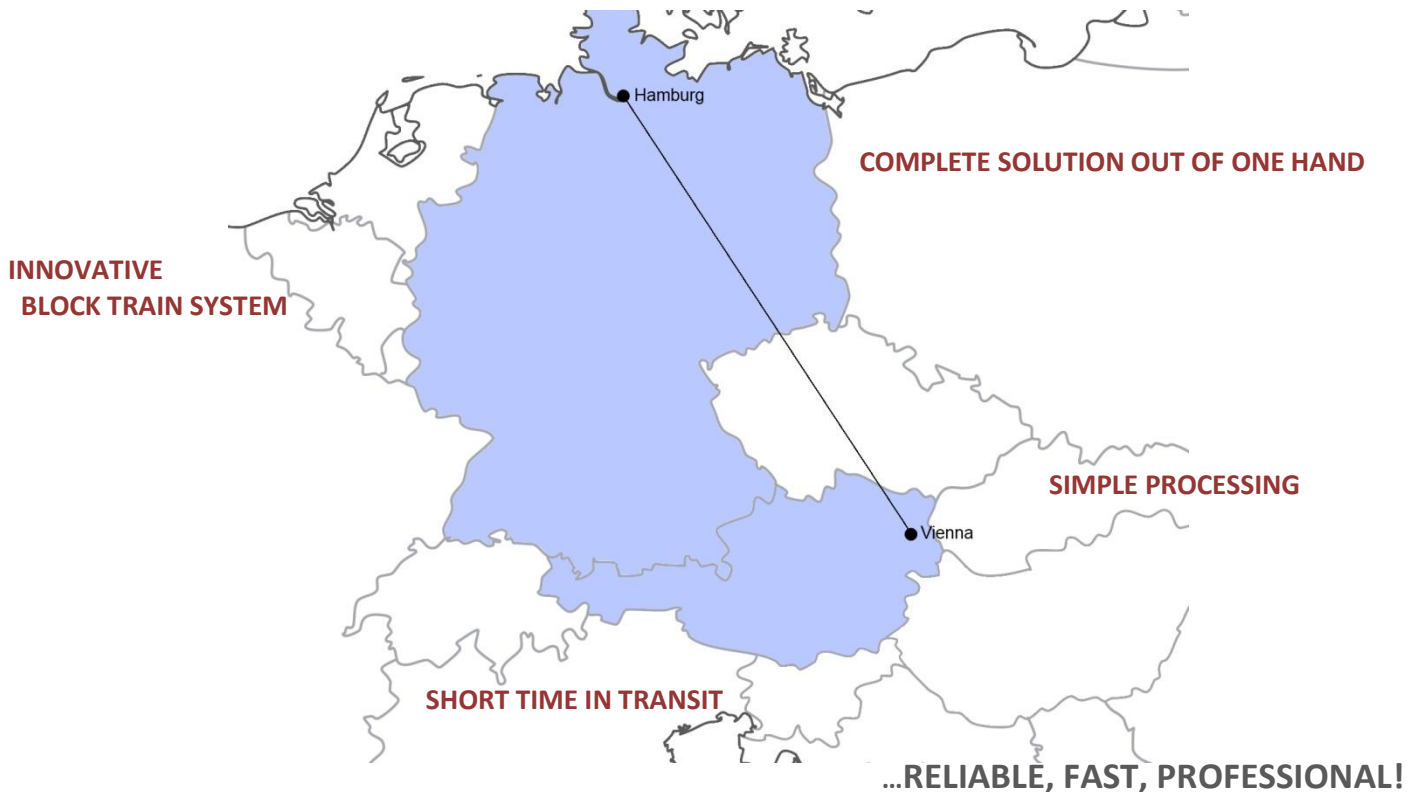 Hamburg
COMPLETE SOLUTION OUT OF ONE HAND
INNOVATIVE
BLOCK TRAIN SYSTEM
SIMPLE PROCESSING
Vienna
SHORT TIME IN TRANSIT
...RELIABLE, FAST, PROFESSIONAL!